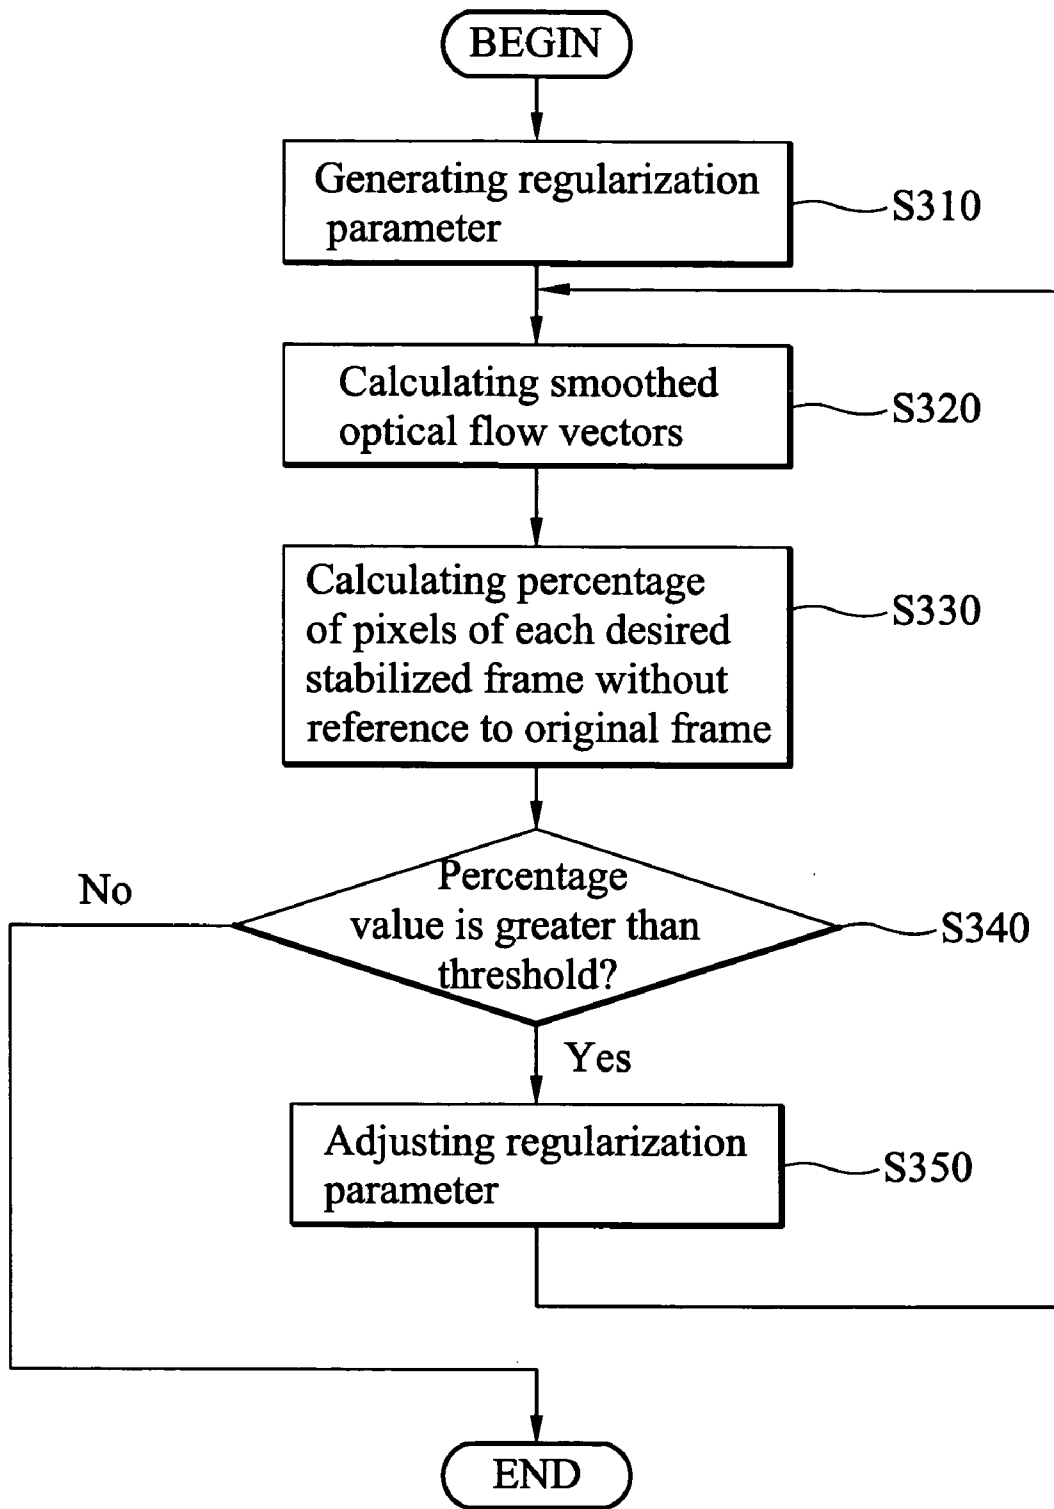 BEGIN
Generating regularization
parameter
S310
Calculating smoothed
optical flow vectors
S320
Calculating percentage
of pixels of each desired
stabilized frame without
reference to original frame
S330
Percentage
value is greater than
threshold?
S340
No
Yes
Adjusting regularization
parameter
S350
END